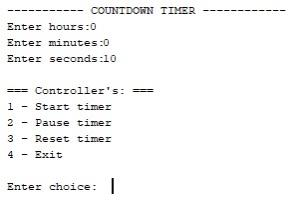 ----------- COUNTDOWN TIMER ------------
Enter hours:0
Enter minutes:0
Enter seconds:10
=== Controller's: ===
1 - Start timer
2 - Pause timer
3 - Reset timer
4 - Exit
Enter choice: